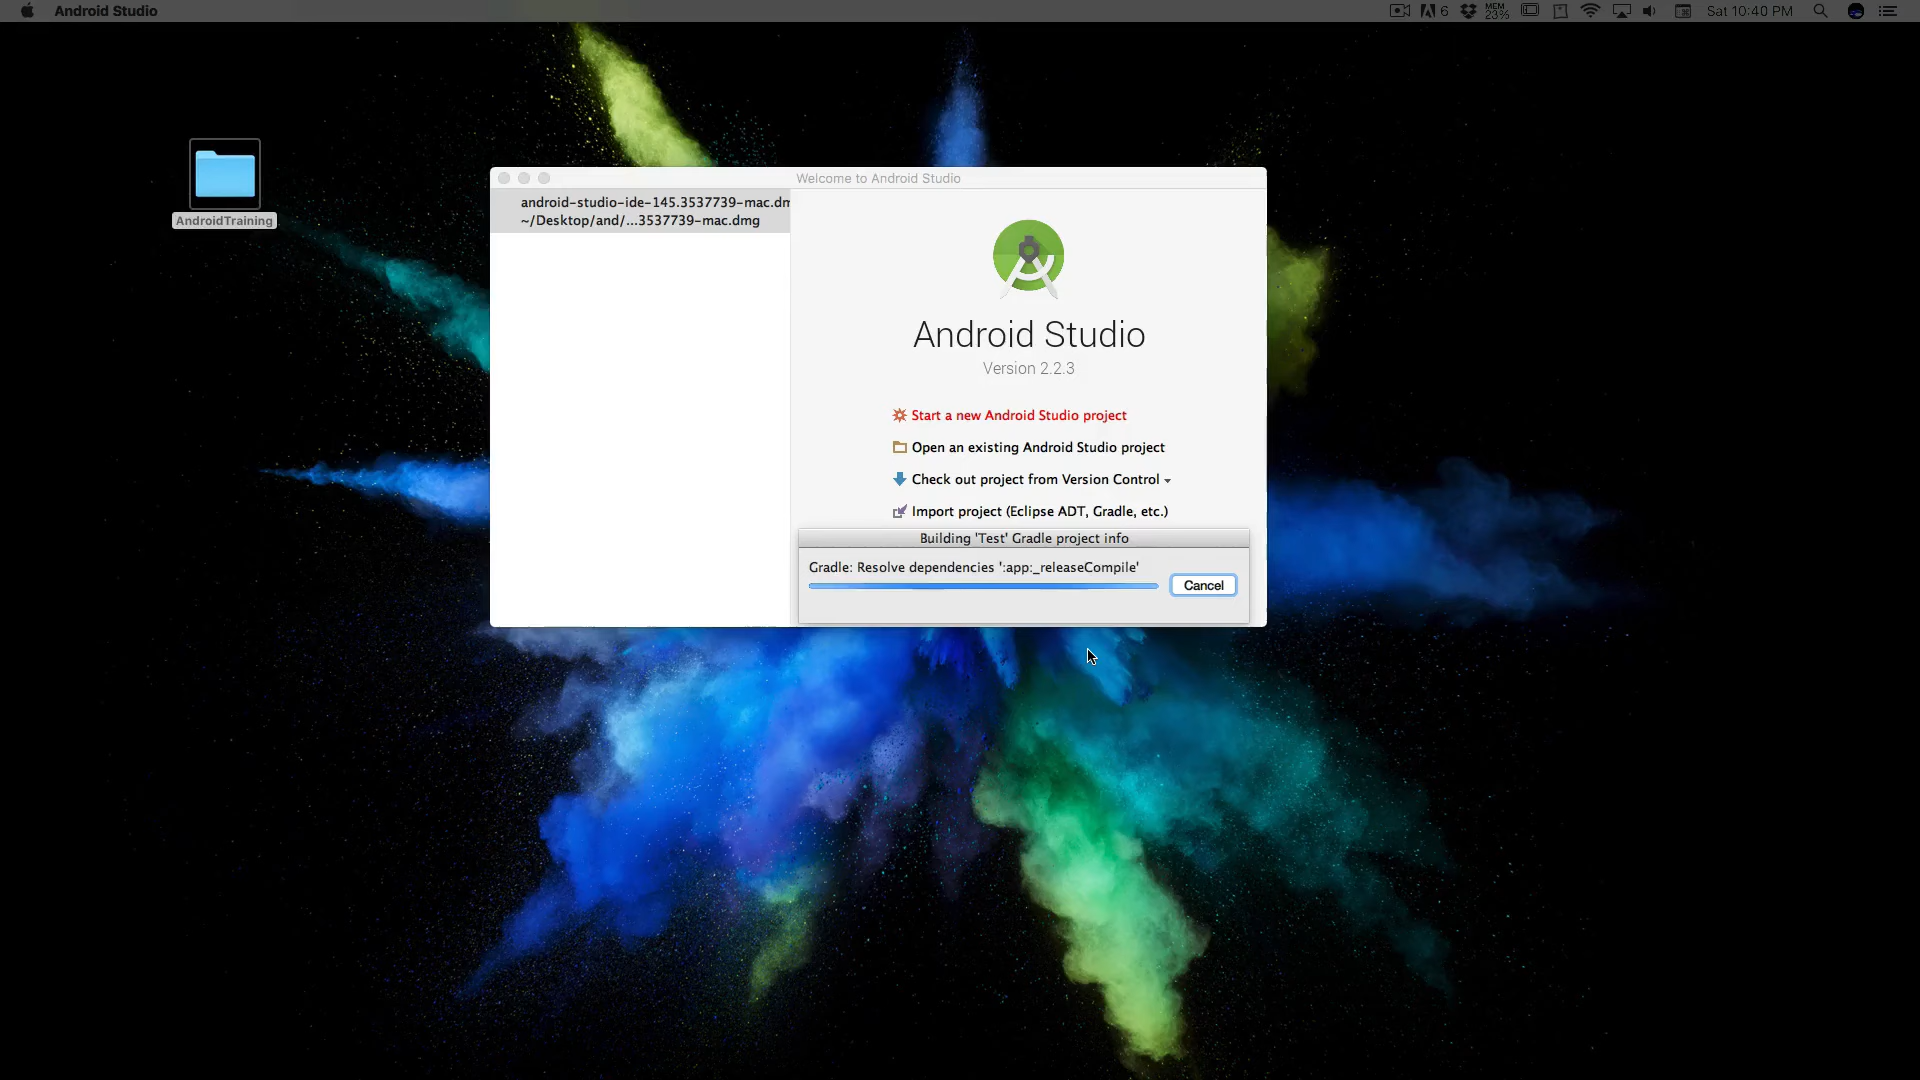 Android Studio
6
MEM
23%
Sat 10:40 PM
AndroidTraining
Welcome to Android Studio
android-studio-ide-145.3537739-mac.dm
~/Desktop/and/...3537739-mac.dmg
Android Studio
Version 2.2.3
Start a new Android Studio project
Open an existing Android Studio project
Check out project from Version Control
Import project (Eclipse ADT, Gradle, etc.)
Building 'Test' Gradle project info
Gradle: Resolve dependencies ':app:_releaseCompile'
Cancel